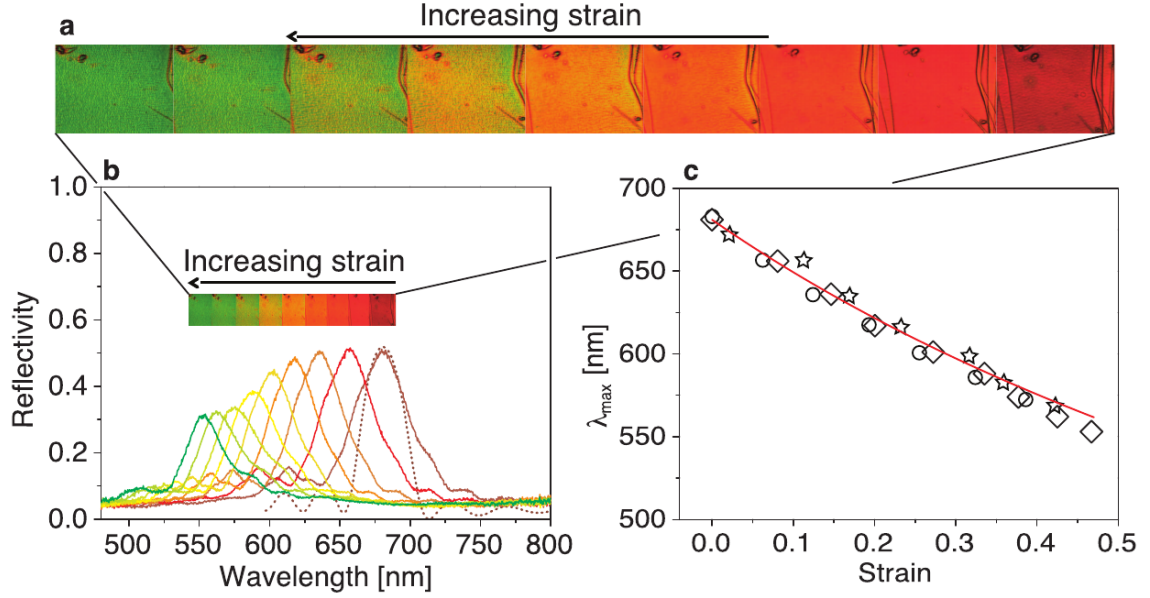 a
Increasing strain
b
1.0
0.8
0.6
0.4
0.2
0.0
Reflectivity
Increasing strain
500 550 600 650 700 750 800
Wavelength [nm]
c
700
650
600
550
500
λmax [nm]
0.0 0.1 0.2 0.3 0.4 0.5
Strain